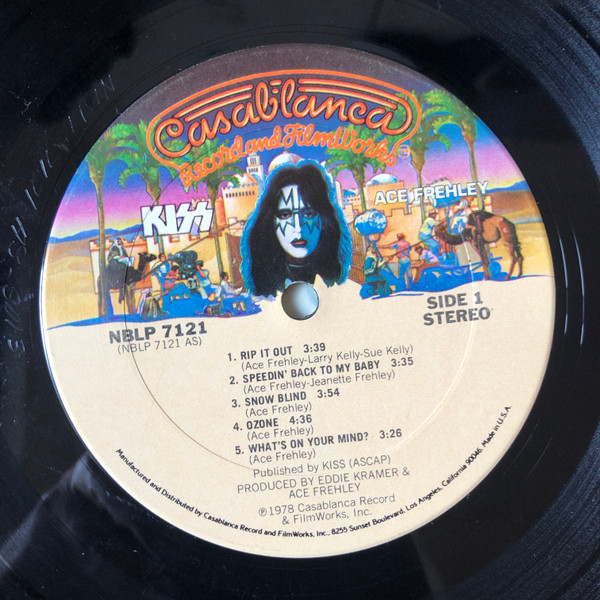 Casablanca
Record and FilmWorks
KISS
ACE FREHLEY
SIDE 1
STEREO
NBLP 7121
(NBLP 7121 AS)
1. RIP IT OUT 3:39
(Ace Frehley-Larry Kelly-Sue Kelly)
2. SPEEDIN' BACK TO MY BABY 3:35
(Ace Frehley-Jeanette Frehley)
3. SNOW BLIND 3:54
(Ace Frehley)
4. OZONE 4:36
(Ace Frehley)
5. WHAT'S ON YOUR MIND? 3:26
(Ace Frehley)
Published by KISS (ASCAP)
PRODUCED BY EDDIE KRAMER &
ACE FREHLEY
℗1978 Casablanca Record
& FilmWorks, Inc.
Manufactured and Distributed by Casablanca Record and FilmWorks, Inc., 8255 Sunset Boulevard, Los Angeles, California 90046. Made in U.S.A.